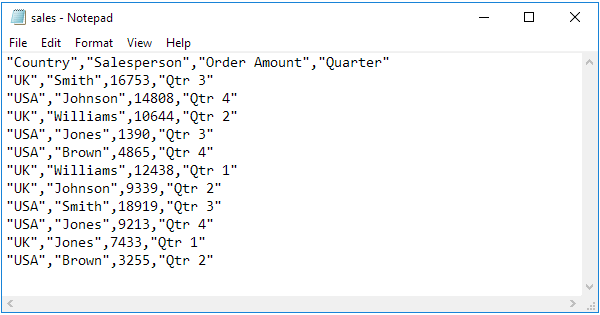 sales - Notepad
File Edit Format View Help
"Country","Salesperson","Order Amount","Quarter"
"UK","Smith",16753,"Qtr 3"
"USA","Johnson",14808,"Qtr 4"
"UK","Williams",10644,"Qtr 2"
"USA","Jones",1390,"Qtr 3"
"USA","Brown",4865,"Qtr 4"
"UK","Williams",12438,"Qtr 1"
"UK","Johnson",9339,"Qtr 2"
"USA","Smith",18919,"Qtr 3"
"USA","Jones",9213,"Qtr 4"
"UK","Jones",7433,"Qtr 1"
"USA","Brown",3255,"Qtr 2"